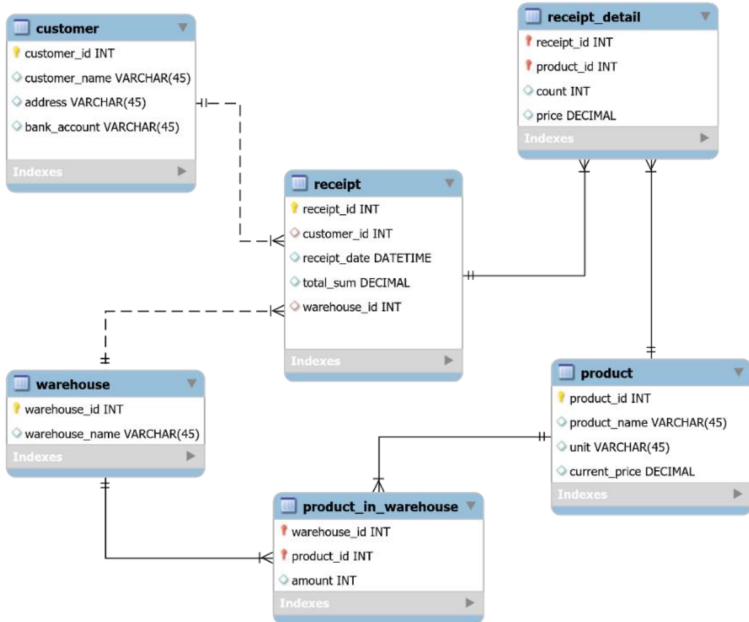 customer
customer_id INT
customer_name VARCHAR(45)
address VARCHAR(45)
bank_account VARCHAR(45)
Indexes
receipt_detail
receipt_id INT
product_id INT
count INT
price DECIMAL
Indexes
receipt
receipt_id INT
customer_id INT
receipt_date DATETIME
total_sum DECIMAL
warehouse_id INT
Indexes
warehouse
warehouse_id INT
warehouse_name VARCHAR(45)
Indexes
product
product_id INT
product_name VARCHAR(45)
unit VARCHAR(45)
current_price DECIMAL
Indexes
product_in_warehouse
warehouse_id INT
product_id INT
amount INT
Indexes